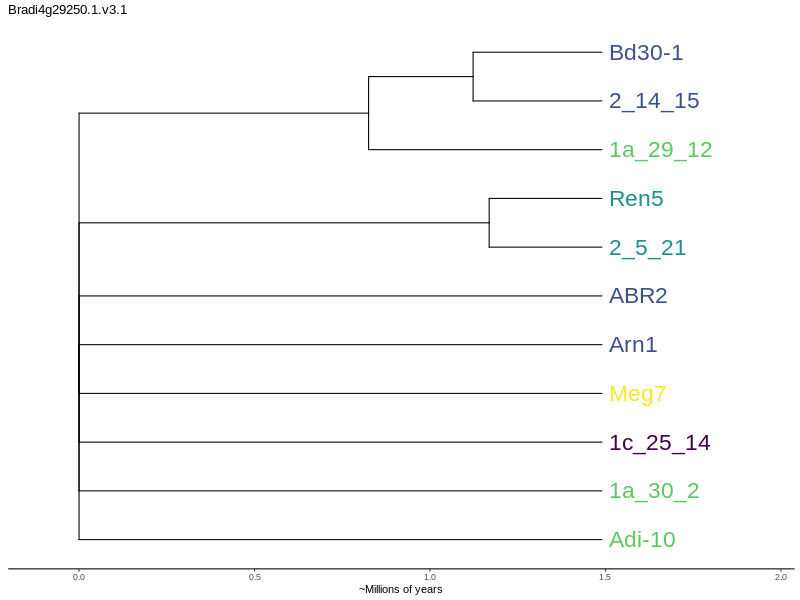 Bradi4g29250.1.v3.1
Bd30-1
2_14_15
1a_29_12
Ren5
2_5_21
ABR2
Arn1
Meg7
1c_25_14
1a_30_2
Adi-10
0.0 0.5 1.0 1.5 2.0
~Millions of years